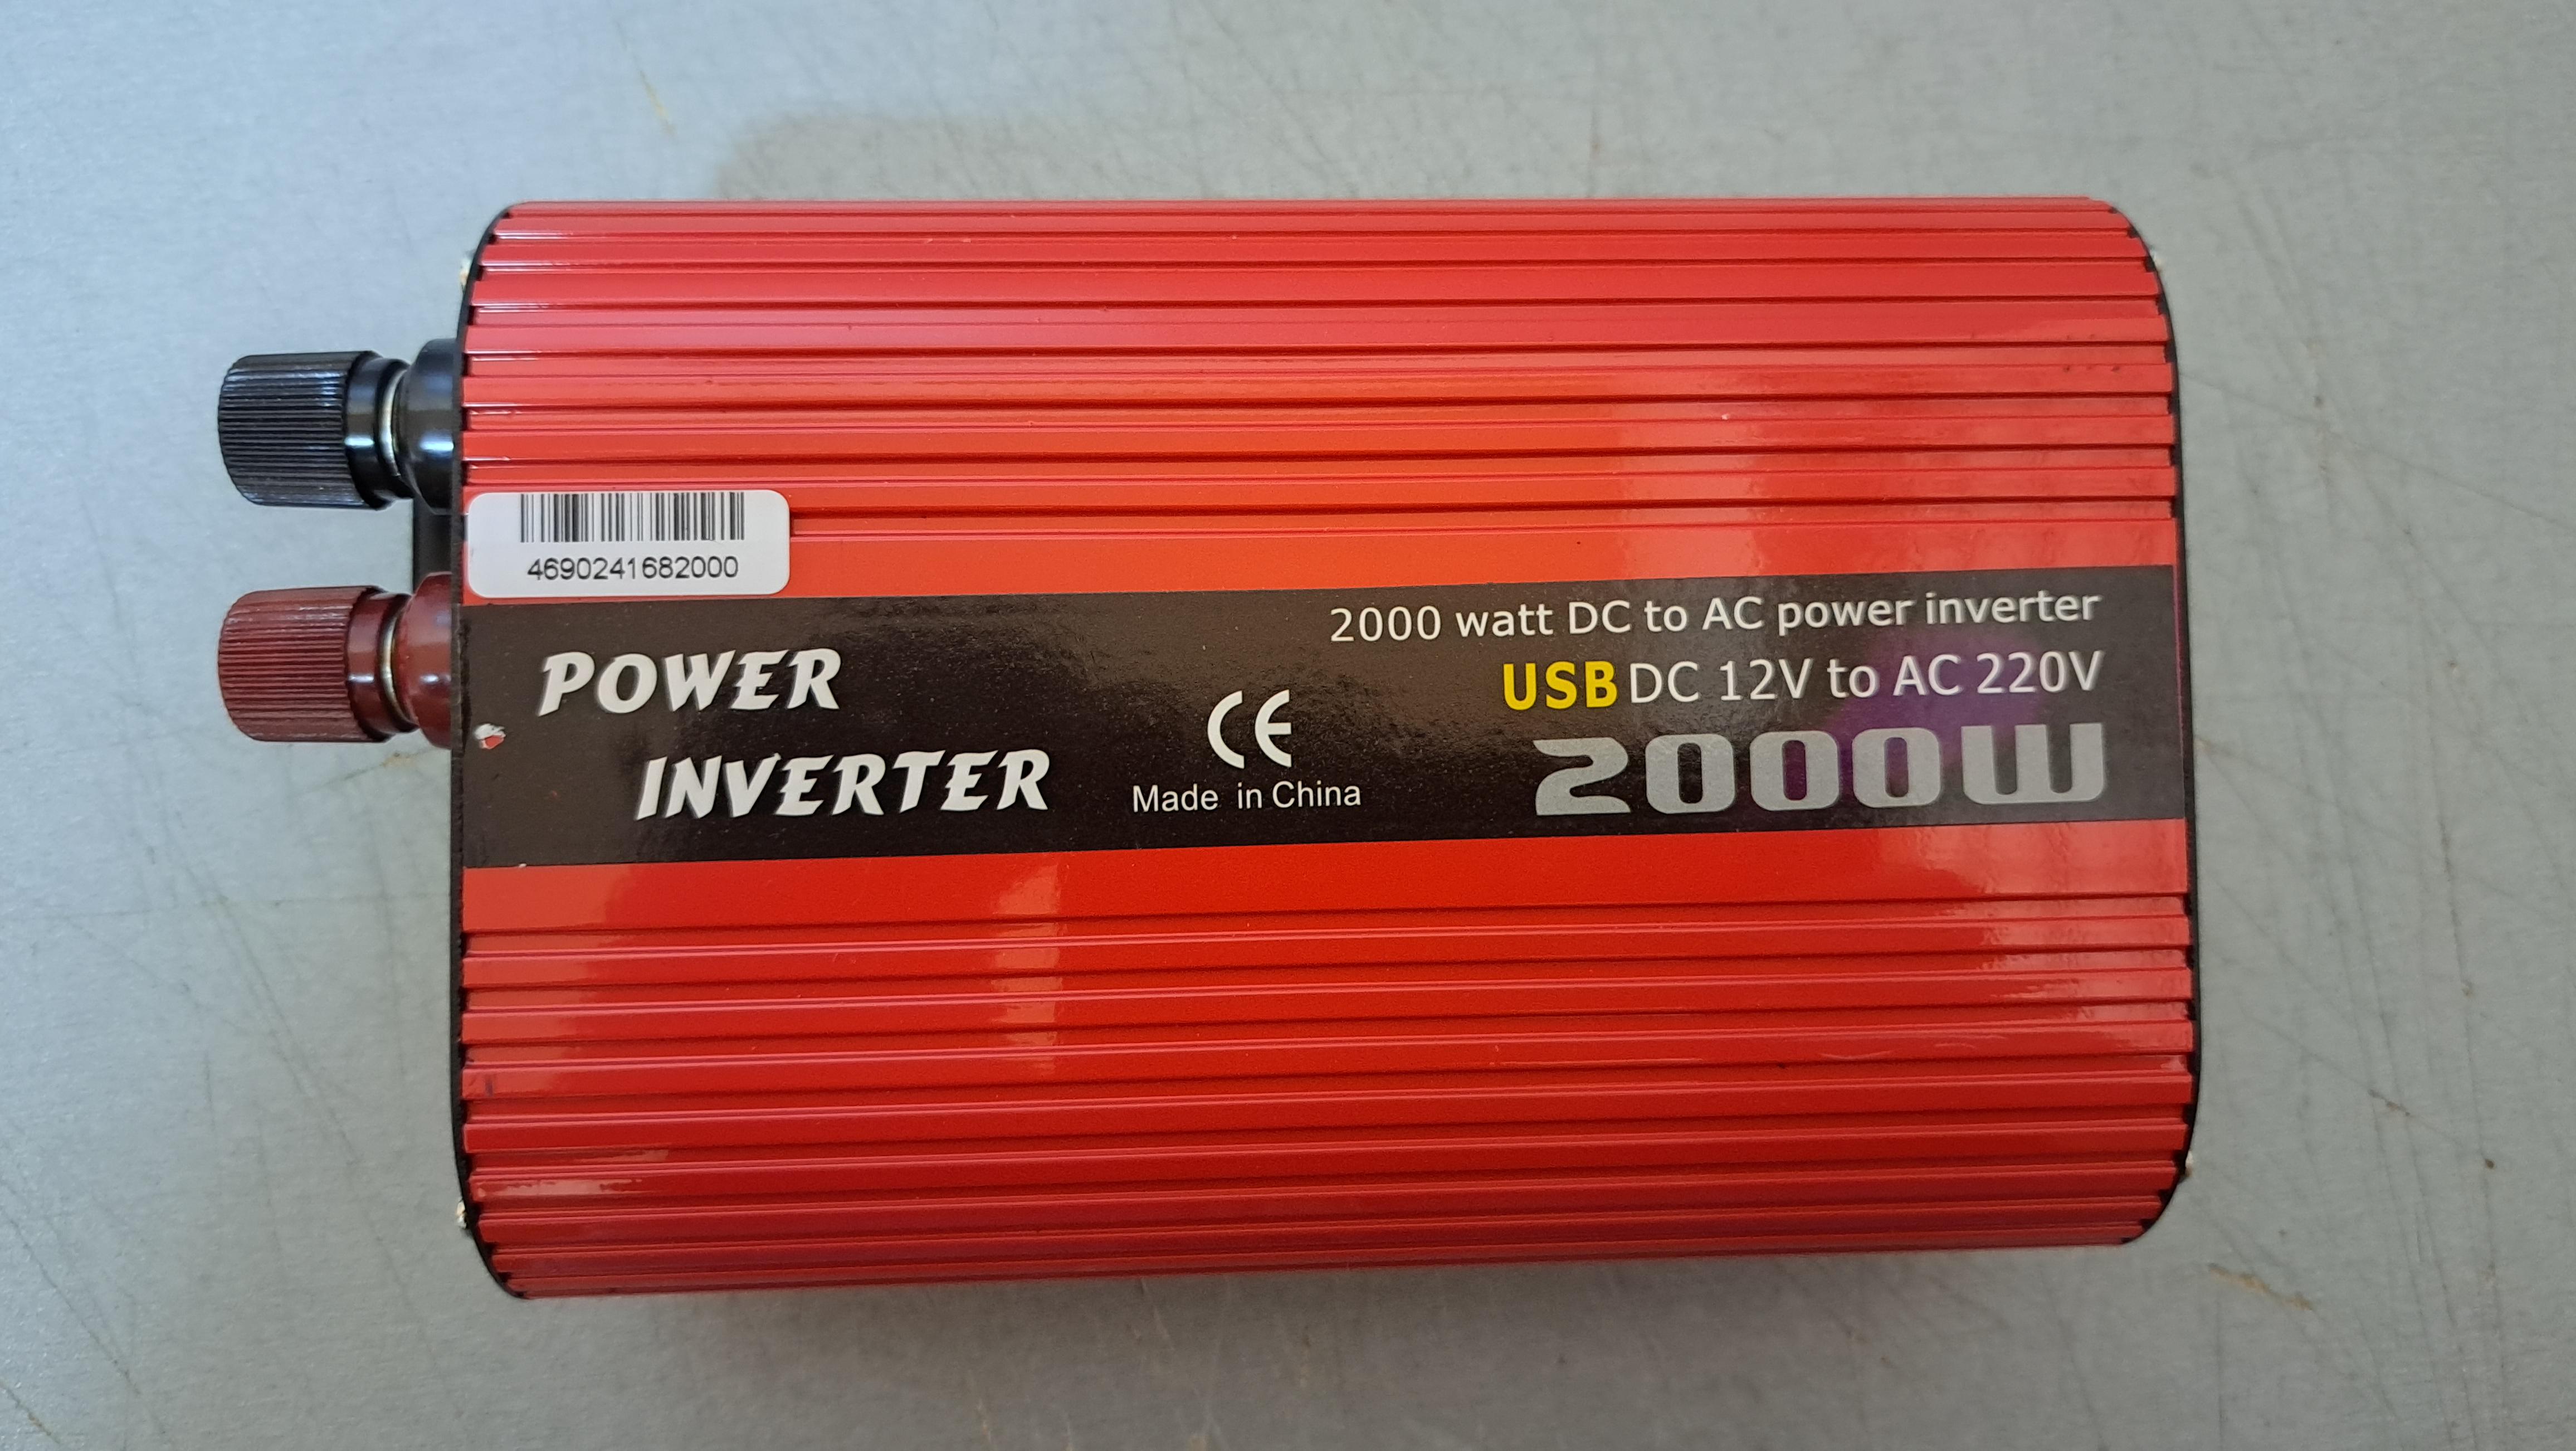 4690241682000
POWER
INVERTER
CE
Made in China
2000 watt DC to AC power inverter
USB DC 12V to AC 220V
2000W